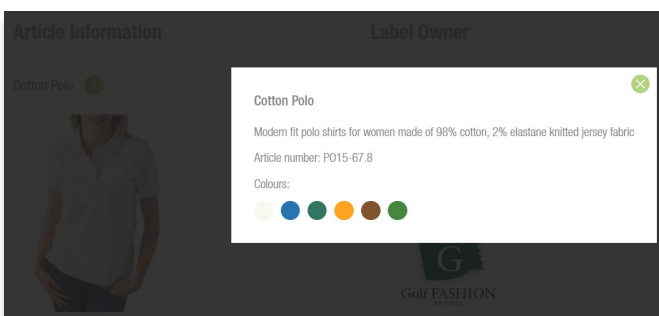 Article Information
Label Owner
Cotton Polo i
Cotton Polo
Modern fit polo shirts for women made of 98% cotton, 2% elastane knitted jersey fabric
Article number: PO15-67.8
Colours:
G
Golf FASHION
BRANDS